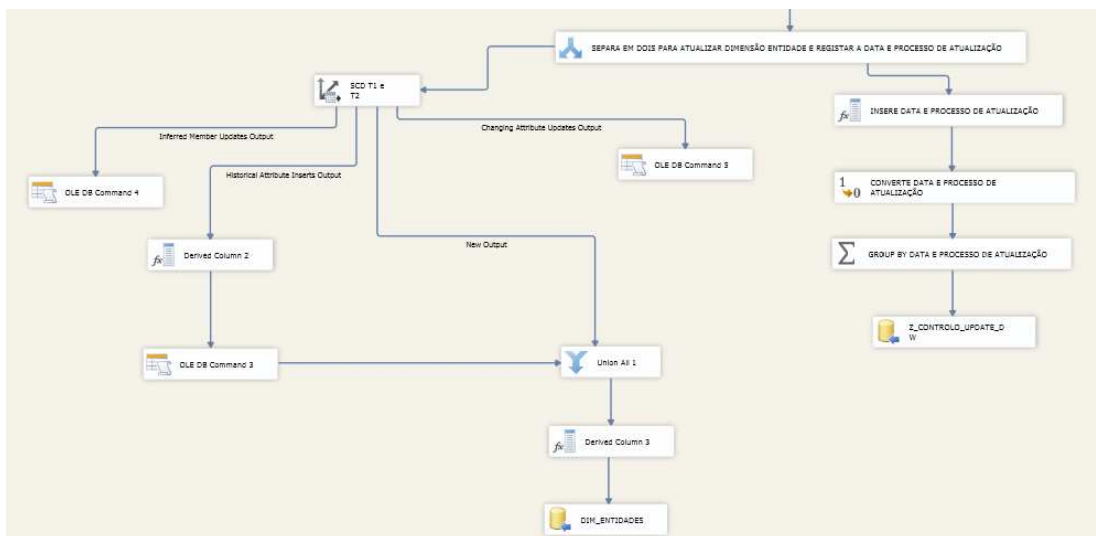 SEPARA EM DOIS PARA ATUALIZAR DIMENSÃO ENTIDADE E REGISTAR A DATA E PROCESSO DE ATUALIZAÇÃO
SCD T1 e
T2
INSERE DATA E PROCESSO DE ATUALIZAÇÃO
Changing Attribute Updates Output
Inferred Member Updates Output
OLE DB Command 5
Historical Attribute Inserts Output
OLE DB Command 4
CONVERTE DATA E PROCESSO DE
ATUALIZAÇÃO
New Output
Derived Column 2
GROUP BY DATA E PROCESSO DE ATUALIZAÇÃO
Z_CONTROLO_UPDATE_D
W
OLE DB Command 3
Union All 1
Derived Column 3
DIM_ENTIDADES